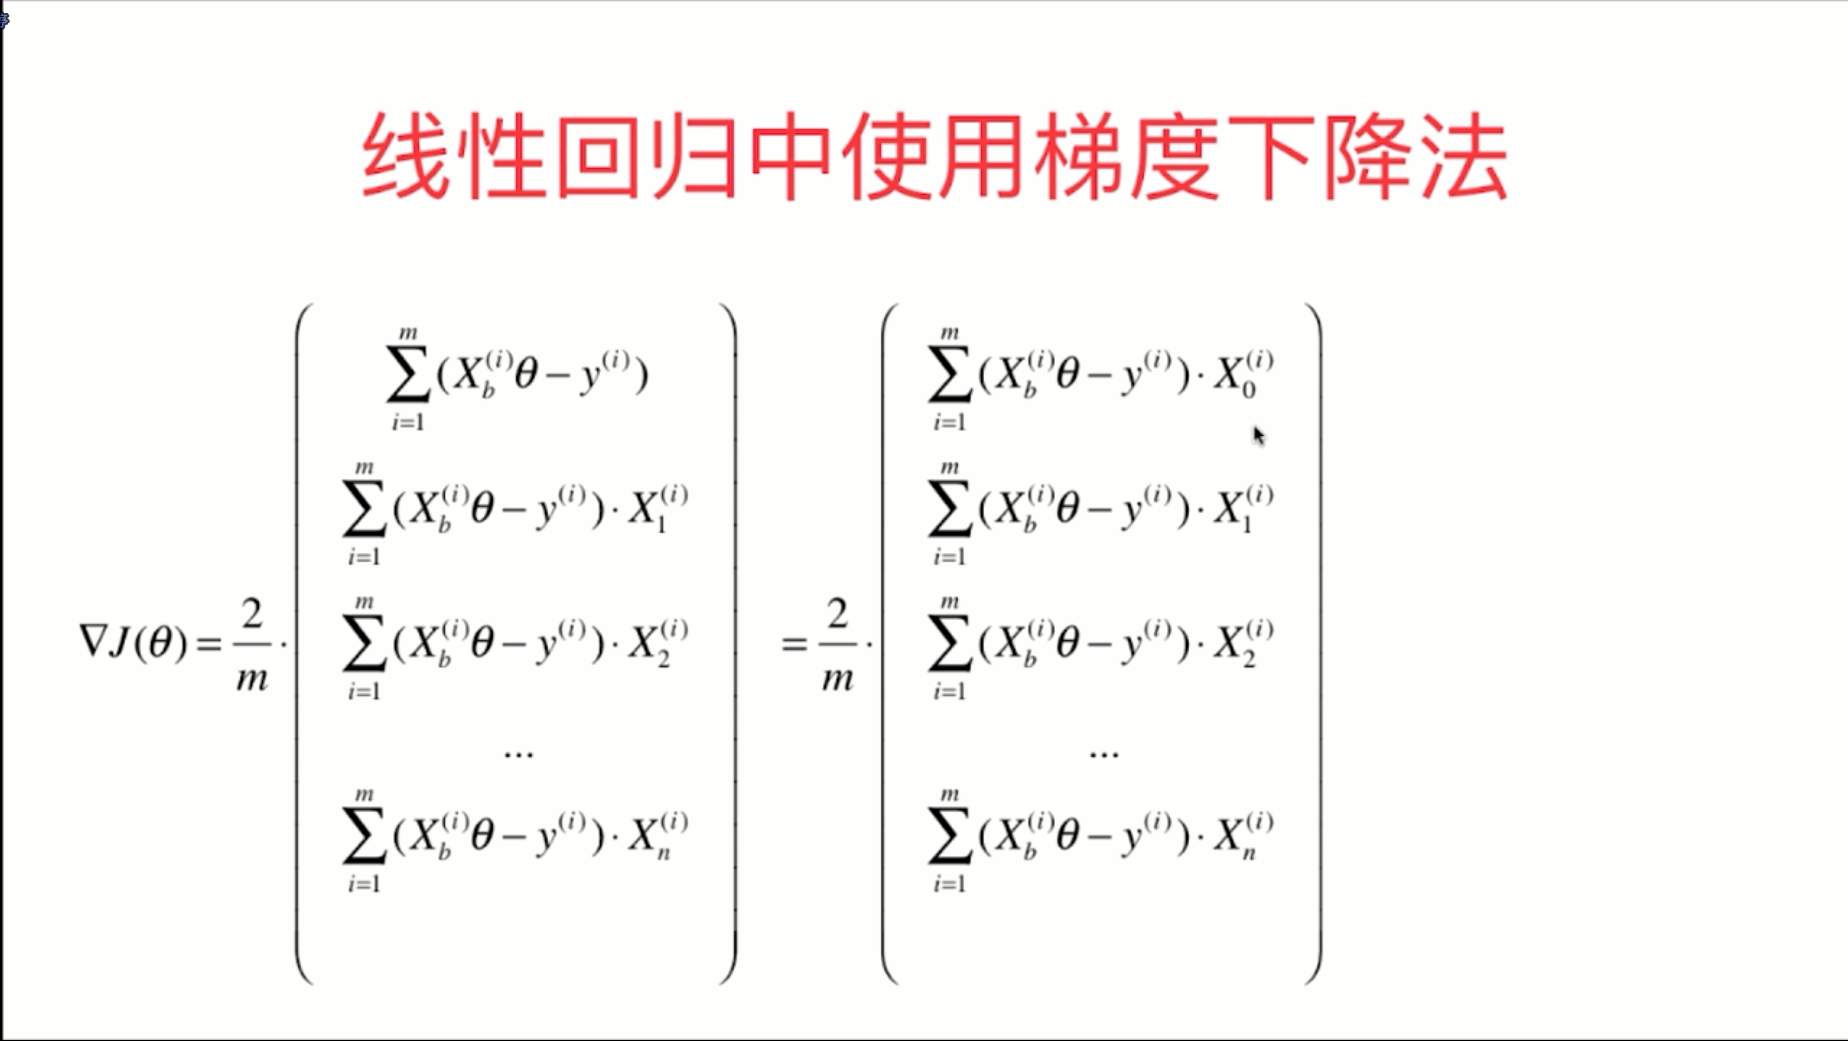 线性回归中使用梯度下降法
$$\nabla J(\theta) = \frac{2}{m} \cdot \begin{pmatrix} \sum_{i=1}^{m}(X_b^{(i)}\theta - y^{(i)}) \\ \sum_{i=1}^{m}(X_b^{(i)}\theta - y^{(i)}) \cdot X_1^{(i)} \\ \sum_{i=1}^{m}(X_b^{(i)}\theta - y^{(i)}) \cdot X_2^{(i)} \\ \cdots \\ \sum_{i=1}^{m}(X_b^{(i)}\theta - y^{(i)}) \cdot X_n^{(i)} \end{pmatrix} = \frac{2}{m} \cdot \begin{pmatrix} \sum_{i=1}^{m}(X_b^{(i)}\theta - y^{(i)}) \cdot X_0^{(i)} \\ \sum_{i=1}^{m}(X_b^{(i)}\theta - y^{(i)}) \cdot X_1^{(i)} \\ \sum_{i=1}^{m}(X_b^{(i)}\theta - y^{(i)}) \cdot X_2^{(i)} \\ \cdots \\ \sum_{i=1}^{m}(X_b^{(i)}\theta - y^{(i)}) \cdot X_n^{(i)} \end{pmatrix}$$